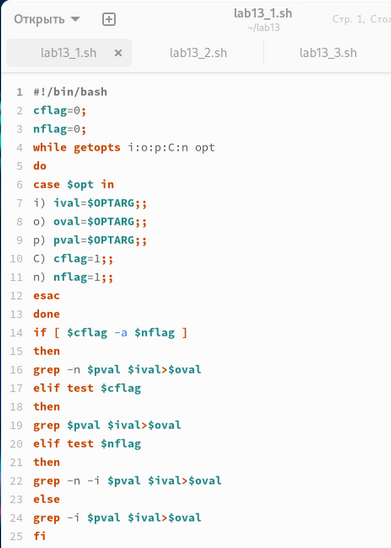 Открыть
lab13_1.sh
~/lab13
Стр. 1,
lab13_1.sh × lab13_2.sh lab13_3.sh
1 #!/bin/bash
2 cflag=0;
3 nflag=0;
4 while getopts i:o:p:C:n opt
5 do
6 case $opt in
7 i) ival=$OPTARG;;
8 o) oval=$OPTARG;;
9 p) pval=$OPTARG;;
10 C) cflag=1;;
11 n) nflag=1;;
12 esac
13 done
14 if [ $cflag -a $nflag ]
15 then
16 grep -n $pval $ival>$oval
17 elif test $cflag
18 then
19 grep $pval $ival>$oval
20 elif test $nflag
21 then
22 grep -n -i $pval $ival>$oval
23 else
24 grep -i $pval $ival>$oval
25 fi